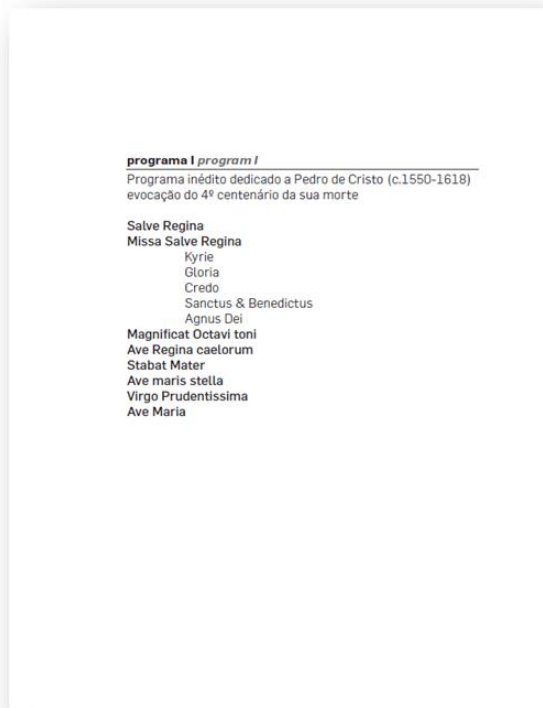 programa I program I
Programa inédito dedicado a Pedro de Cristo (c.1550-1618)
evocação do 4º centenário da sua morte
Salve Regina
Missa Salve Regina
Kyrie
Gloria
Credo
Sanctus & Benedictus
Agnus Dei
Magnificat Octavi toni
Ave Regina caelorum
Stabat Mater
Ave maris stella
Virgo Prudentissima
Ave Maria